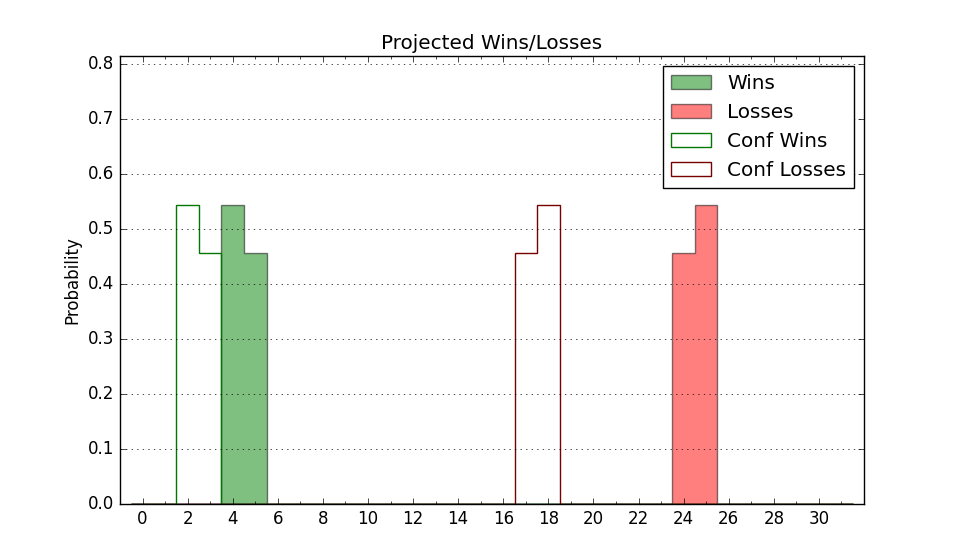 Projected Wins/Losses
0.8
0.7
0.6
0.5
0.4
0.3
0.2
0.1
0.0
Probability
Wins
Losses
Conf Wins
Conf Losses
0 2 4 6 8 10 12 14 16 18 20 22 24 26 28 30